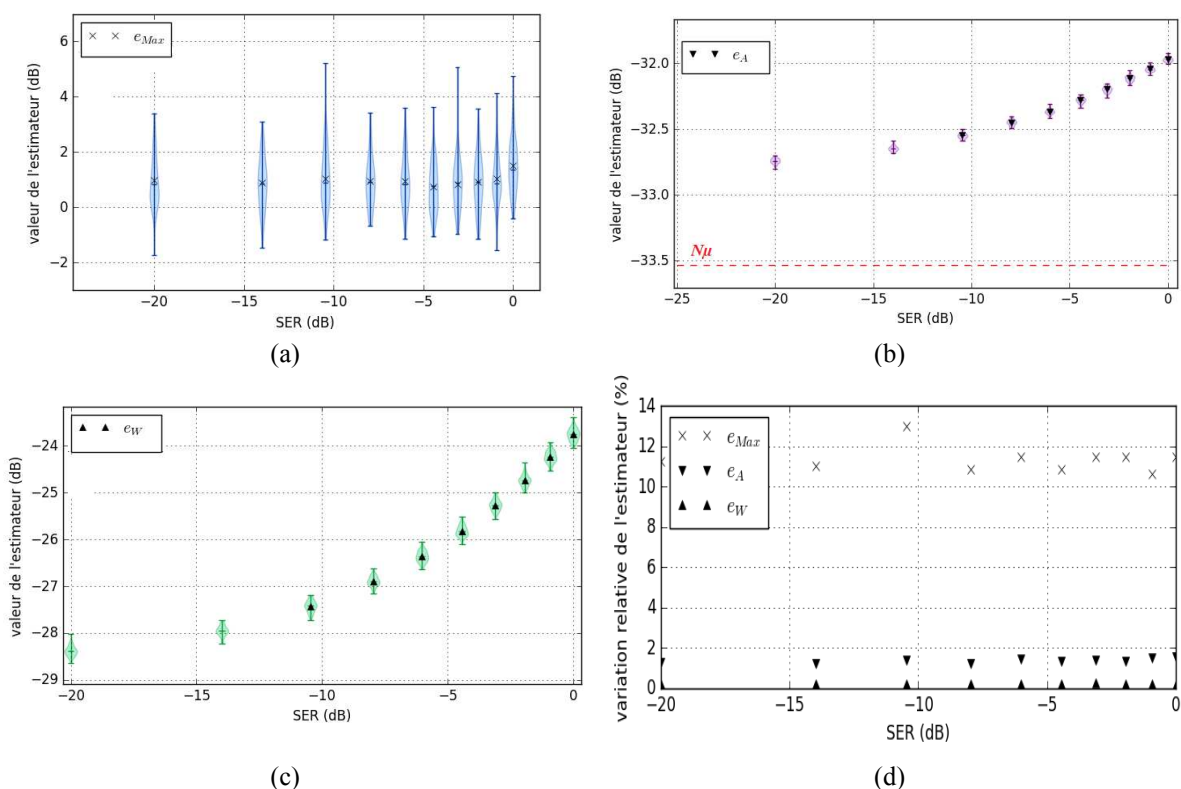 valeur de l'estimateur (dB)
6
4
2
0
−2
e_Max
−20
−15
−10
−5
0
SER (dB)
(a)
valeur de l'estimateur (dB)
−32.0
−32.5
−33.0
−33.5
e_A
Nμ
−25
−20
−15
−10
−5
0
SER (dB)
(b)
valeur de l'estimateur (dB)
−24
−25
−26
−27
−28
−29
e_W
−20
−15
−10
−5
0
SER (dB)
(c)
variation relative de l'estimateur (%)
14
12
10
8
6
4
2
0
e_Max
e_A
e_W
−20
−15
−10
−5
0
SER (dB)
(d)